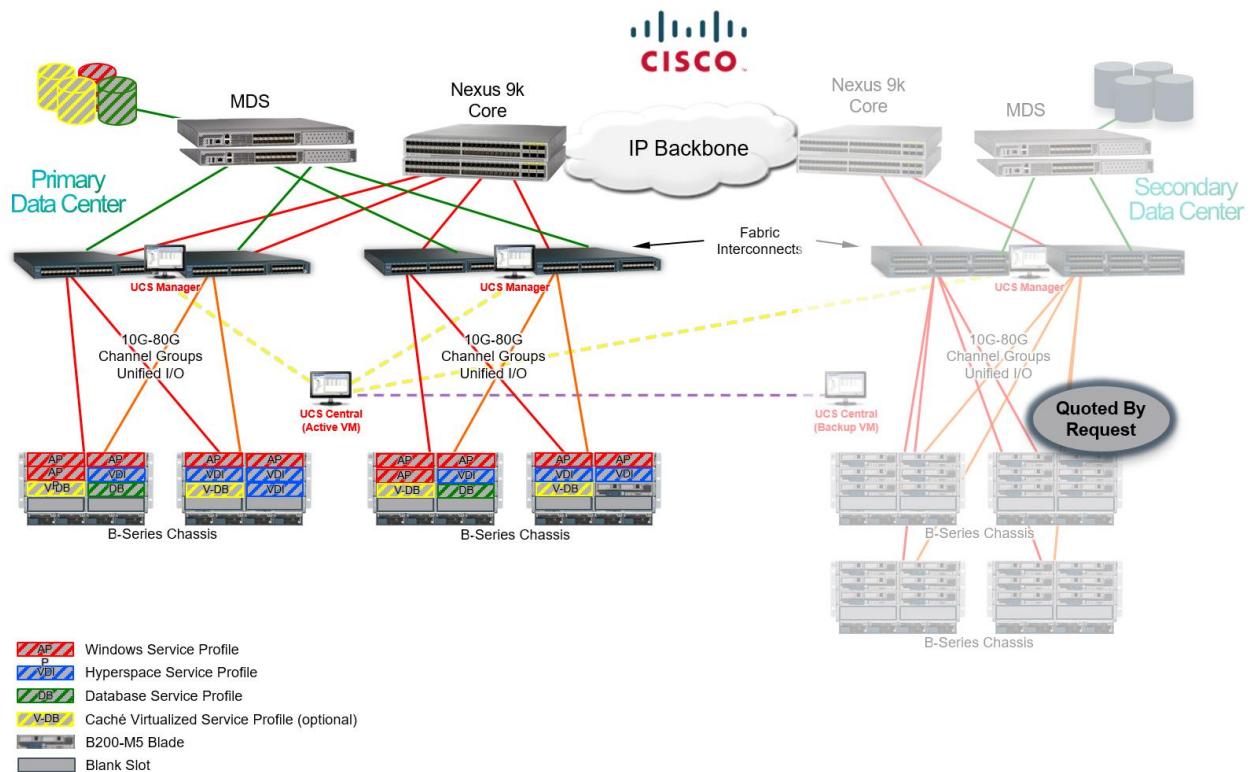 CISCO
MDS
Nexus 9k
Core
IP Backbone
Nexus 9k
Core
MDS
Primary
Data Center
Secondary
Data Center
Fabric
Interconnects
UCS Manager
UCS Manager
UCS Manager
10G-80G
Channel Groups
Unified I/O
10G-80G
Channel Groups
Unified I/O
10G-80G
Channel Groups
Unified I/O
UCS Central
(Active VM)
UCS Central
(Backup VM)
Quoted By
Request
AP AP
AP VDI
P
V-DB DB
AP AP
VDI VDI
V-DB VDI
AP AP
AP VDI
V-DB DB
AP AP
VDI VDI
V-DB
B-Series Chassis
B-Series Chassis
B-Series Chassis
B-Series Chassis
AP Windows Service Profile
P
VDI Hyperspace Service Profile
DB Database Service Profile
V-DB Caché Virtualized Service Profile (optional)
B200-M5 Blade
Blank Slot